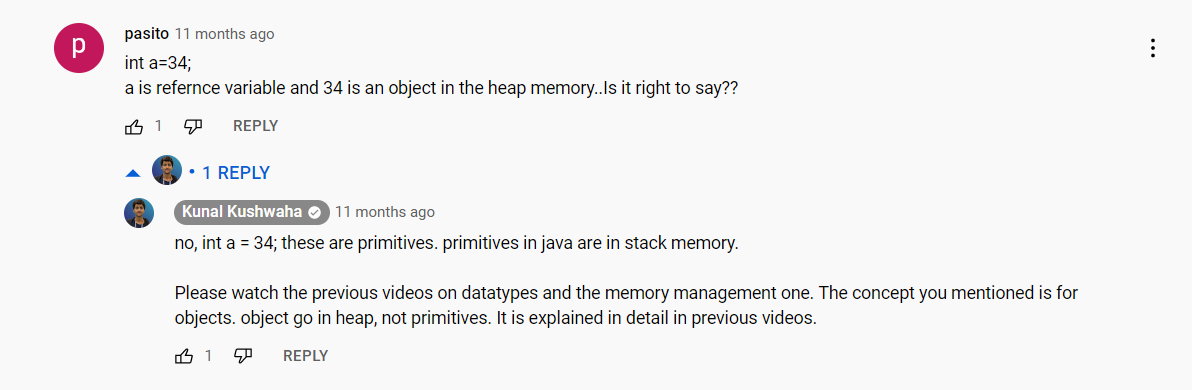 p
pasito 11 months ago
int a=34;
a is refernce variable and 34 is an object in the heap memory..Is it right to say??
1 REPLY
• 1 REPLY
Kunal Kushwaha 11 months ago
no, int a = 34; these are primitives. primitives in java are in stack memory.
Please watch the previous videos on datatypes and the memory management one. The concept you mentioned is for
objects. object go in heap, not primitives. It is explained in detail in previous videos.
1 REPLY